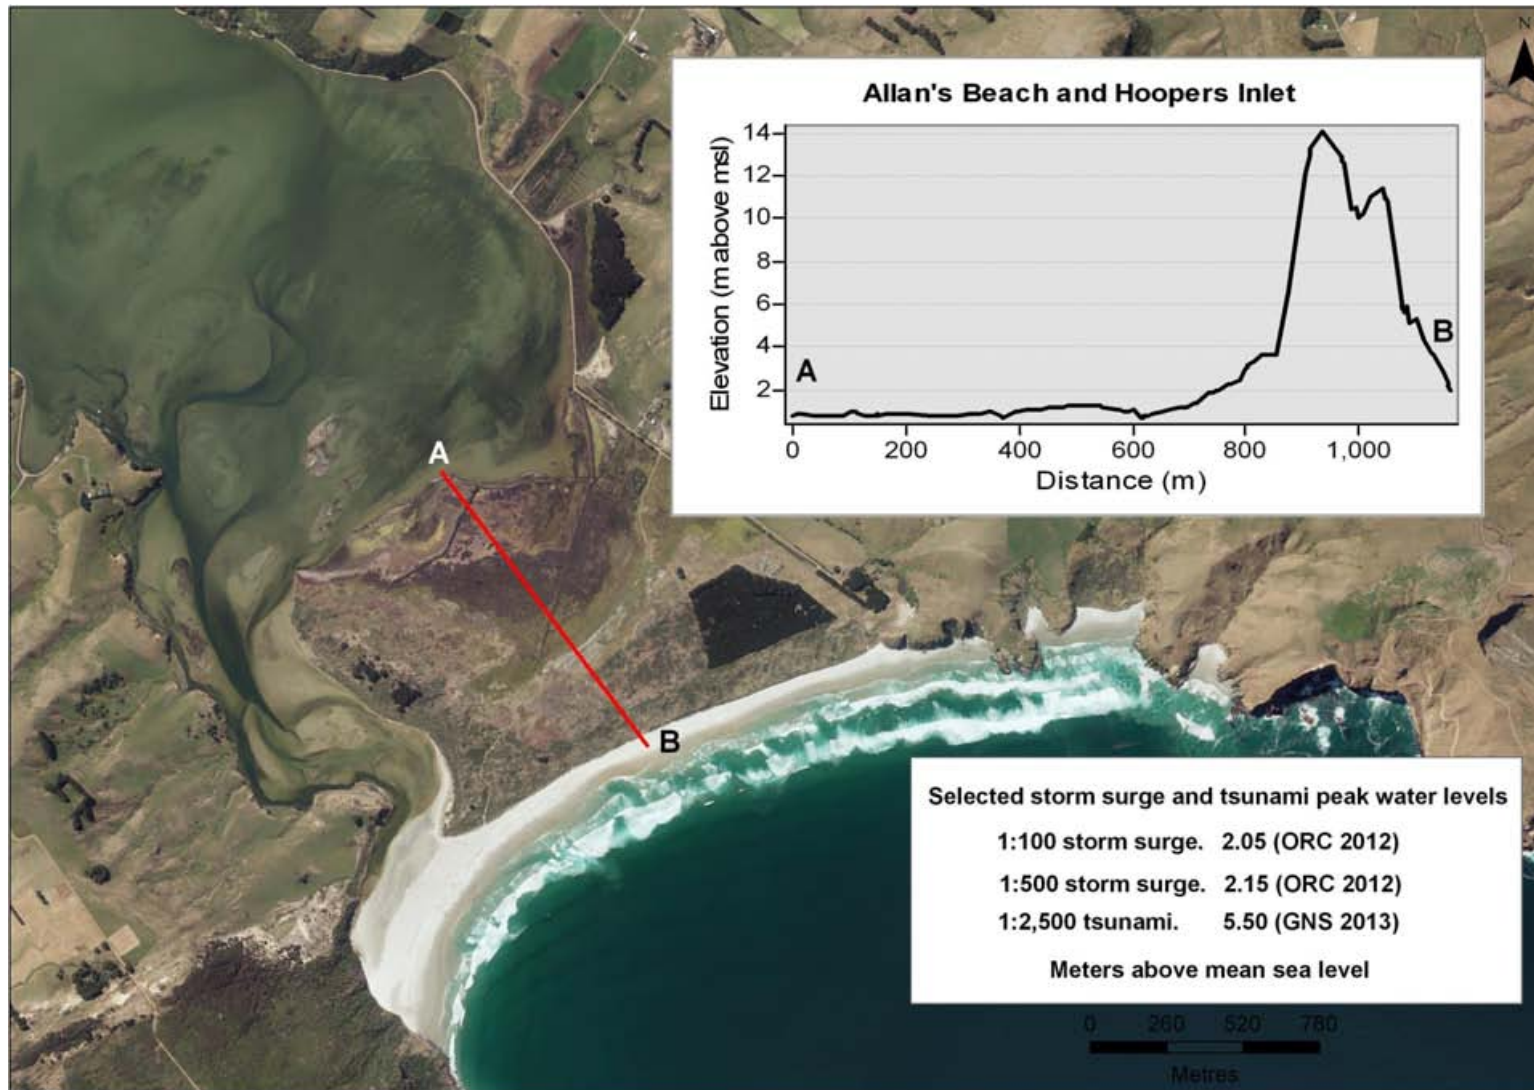 N
Allan's Beach and Hoopers Inlet
Elevation (m above msl)
14
12
10
8
6
4
2
A
B
0 200 400 600 800 1,000
Distance (m)
A
B
Selected storm surge and tsunami peak water levels
1:100 storm surge. 2.05 (ORC 2012)
1:500 storm surge. 2.15 (ORC 2012)
1:2,500 tsunami. 5.50 (GNS 2013)
Meters above mean sea level
0 260 520 780
Metres